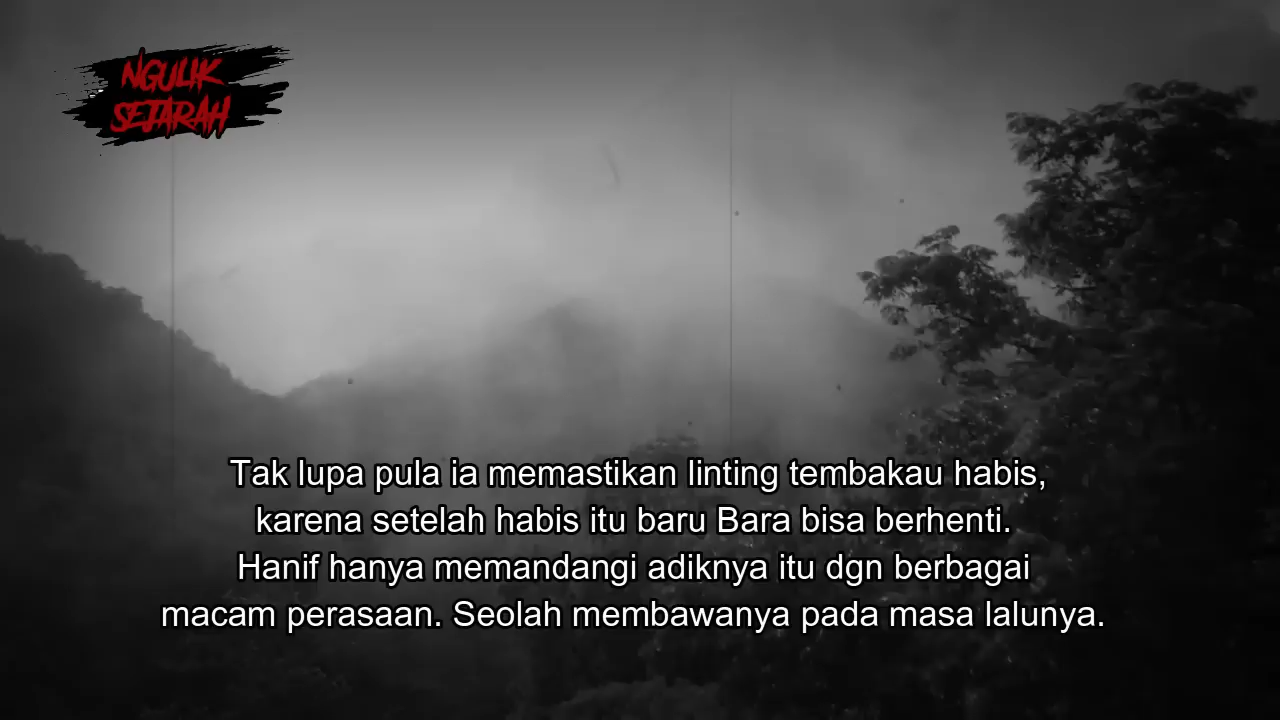 NGULIK
SEJARAH
Tak lupa pula ia memastikan linting tembakau habis,
karena setelah habis itu baru Bara bisa berhenti.
Hanif hanya memandangi adiknya itu dgn berbagai
macam perasaan. Seolah membawanya pada masa lalunya.